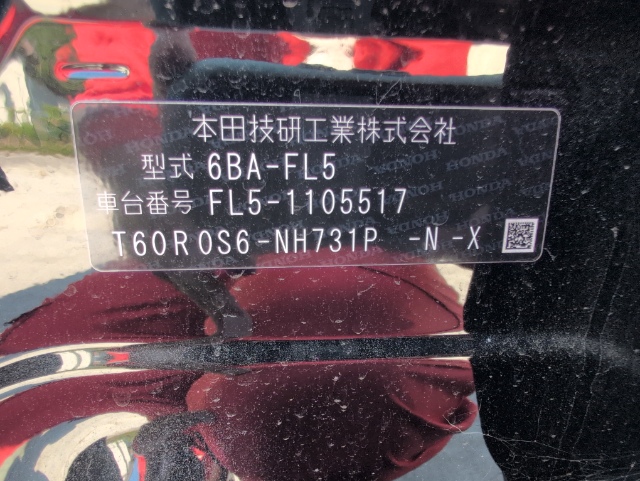 本田技研工業株式会社
型式 6BA-FL5
車台番号 FL5-1105517
T60R0S6-NH731P -N -X